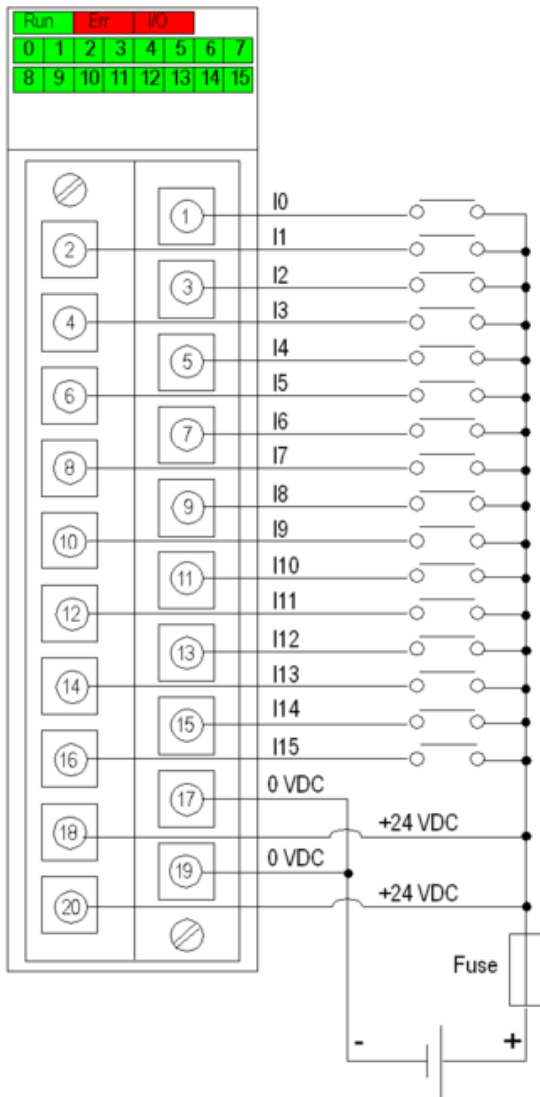 Run Err I/O
0 1 2 3 4 5 6 7
8 9 10 11 12 13 14 15
1 I0
2 I1
3 I2
4 I3
5 I4
6 I5
7 I6
8 I7
9 I8
10 I9
11 I10
12 I11
13 I12
14 I13
15 I14
16 I15
17 0 VDC
18 +24 VDC
19 0 VDC
20 +24 VDC
Fuse
- +